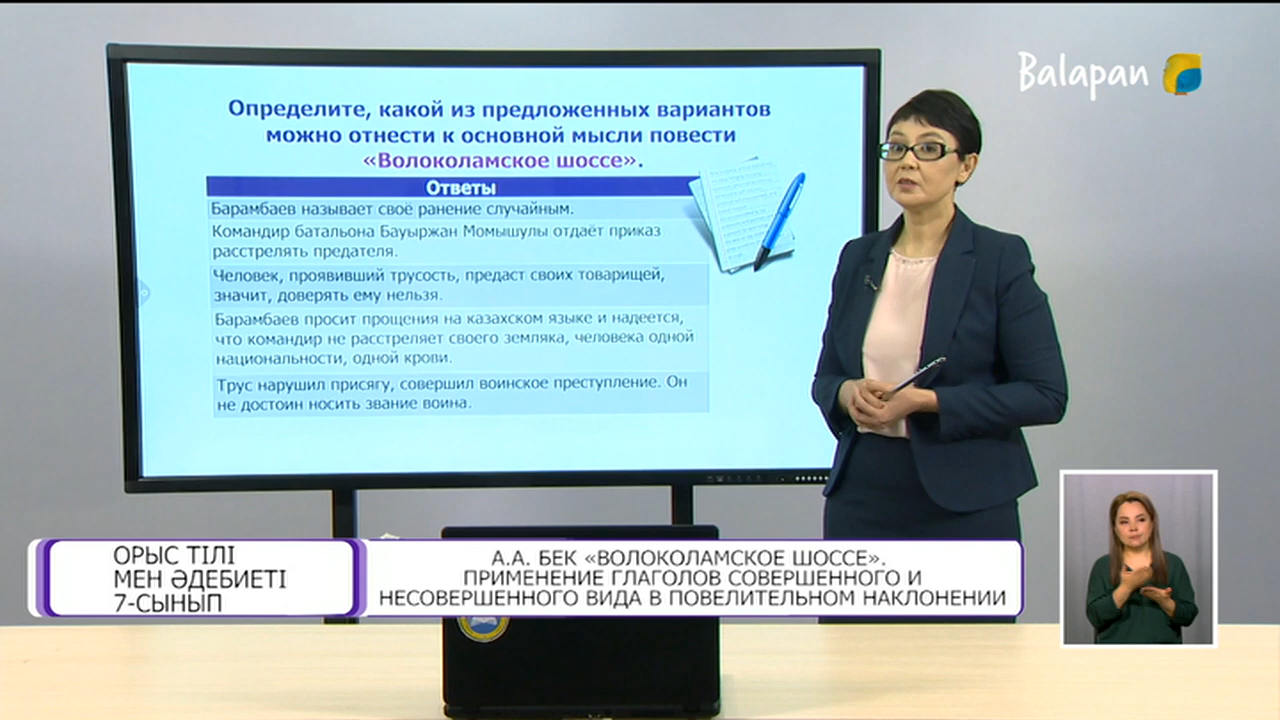 Balapan
Определите, какой из предложенных вариантов
можно отнести к основной мысли повести
«Волоколамское шоссе».
Ответы
Барамбаев называет своё ранение случайным.
Командир батальона Бауыржан Момышулы отдаёт приказ
расстрелять предателя.
Человек, проявивший трусость, предаст своих товарищей,
значит, доверять ему нельзя.
Барамбаев просит прощения на казахском языке и надеется,
что командир не расстреляет своего земляка, человека одной
национальности, одной крови.
Трус нарушил присягу, совершил воинское преступление. Он
не достоин носить звание воина.
ОРЫС ТІЛІ
МЕН ӘДЕБИЕТІ
7-СЫНЫП
А.А. БЕК «ВОЛОКОЛАМСКОЕ ШОССЕ».
ПРИМЕНЕНИЕ ГЛАГОЛОВ СОВЕРШЕННОГО И
НЕСОВЕРШЕННОГО ВИДА В ПОВЕЛИТЕЛЬНОМ НАКЛОНЕНИИ